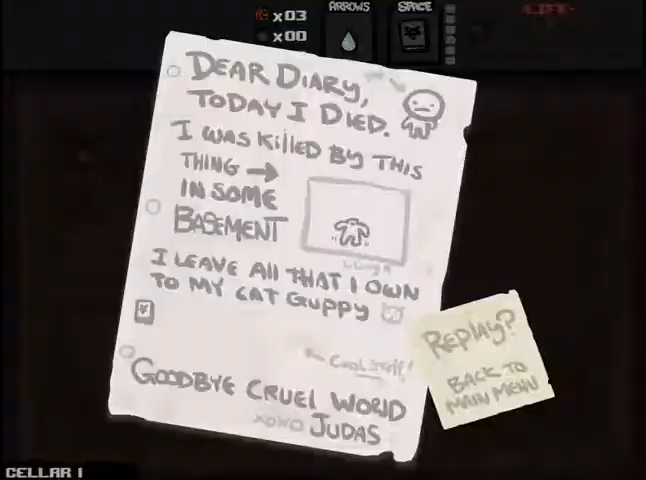 x03
x00
ARROWS
SPACE
-LIFE-
DEAR DIARY,
TODAY I DIED.
I WAS KILLED BY THIS
THING →
IN SOME
BASEMENT
I LEAVE All THAT I OWN
TO MY CAT GUPPY
Cool stuff!
GOODBYE CRUEL WORLD
xoxo JUDAS
Replay?
BACK TO
MAIN MENU
CELLAR I